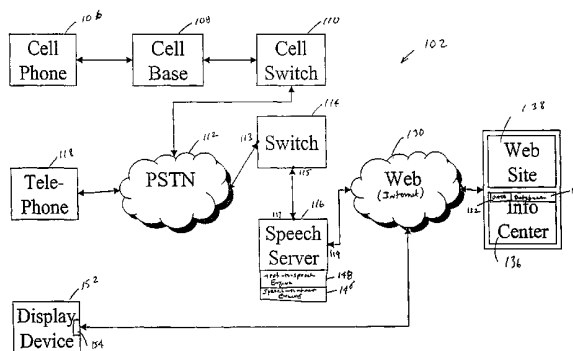 106
Cell
Phone
108
Cell
Base
110
Cell
Switch
102
118
Tele-
Phone
112
PSTN
113
114
Switch
115
116
117
Speech
Server
119
148
146
130
Web
(Internet)
138
Web
Site
132
Info
Center
136
152
Display
Device
154